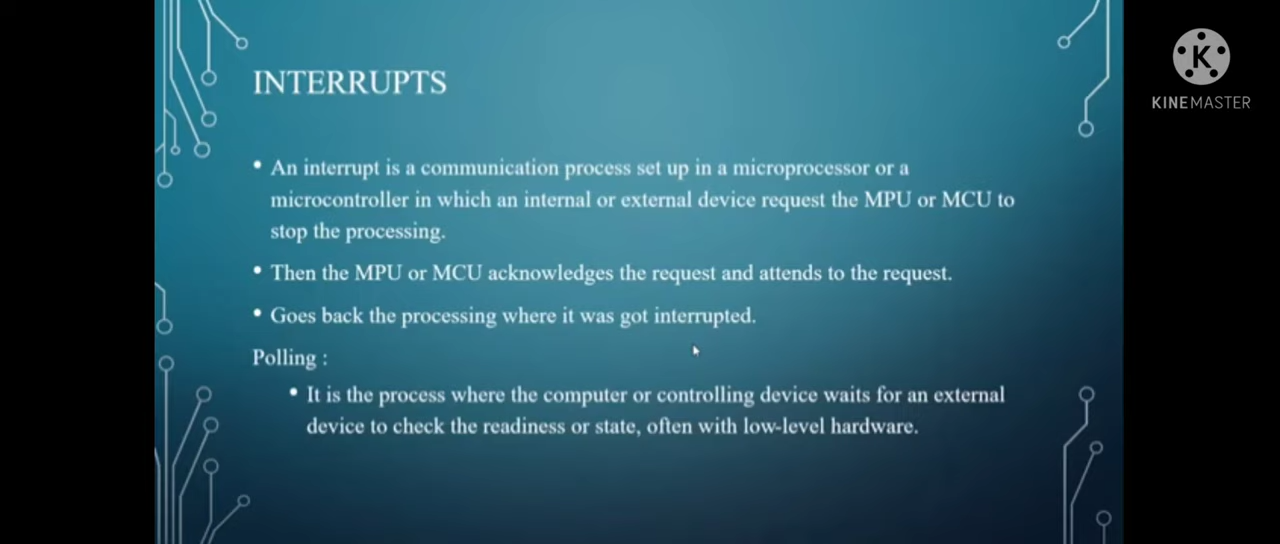 INTERRUPTS
• An interrupt is a communication process set up in a microprocessor or a
microcontroller in which an internal or external device request the MPU or MCU to
stop the processing.
• Then the MPU or MCU acknowledges the request and attends to the request.
• Goes back the processing where it was got interrupted.
Polling :
• It is the process where the computer or controlling device waits for an external
device to check the readiness or state, often with low-level hardware.
K
KINEMASTER